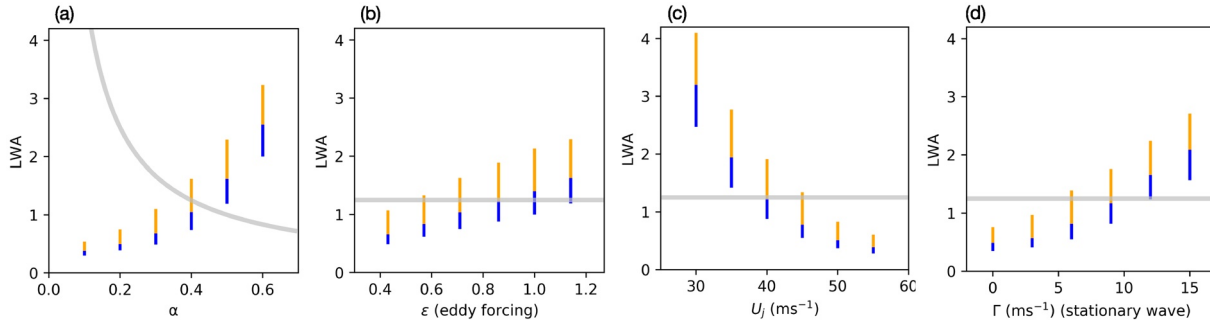 (a) (b) (c) (d)
4
3
2
1
0
LWA
0.0 0.2 0.4 0.6
α
4
3
2
1
0
LWA
0.4 0.6 0.8 1.0 1.2
ε (eddy forcing)
4
3
2
1
0
LWA
30 40 50 60
Uj (ms⁻¹)
4
3
2
1
0
LWA
0 5 10 15
Γ (ms⁻¹) (stationary wave)